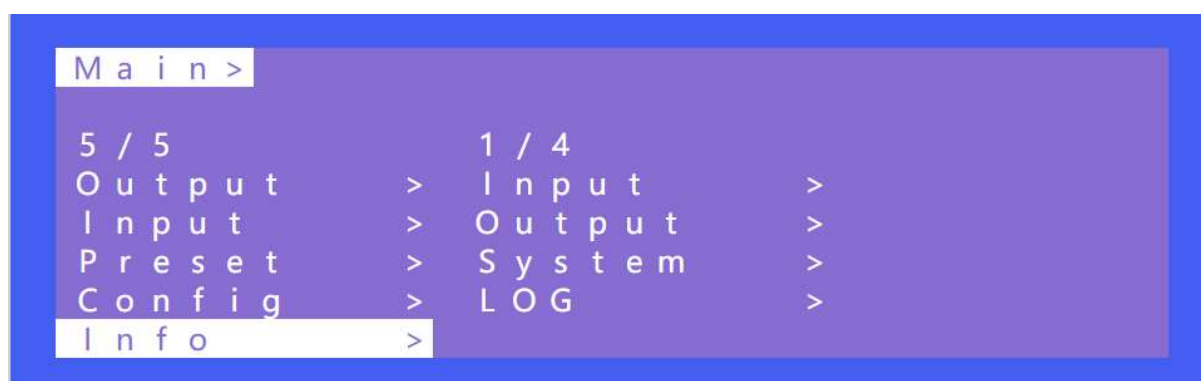 Main>
5/5 1/4
Output > Input >
Input > Output >
Preset > System >
Config > LOG >
Info >